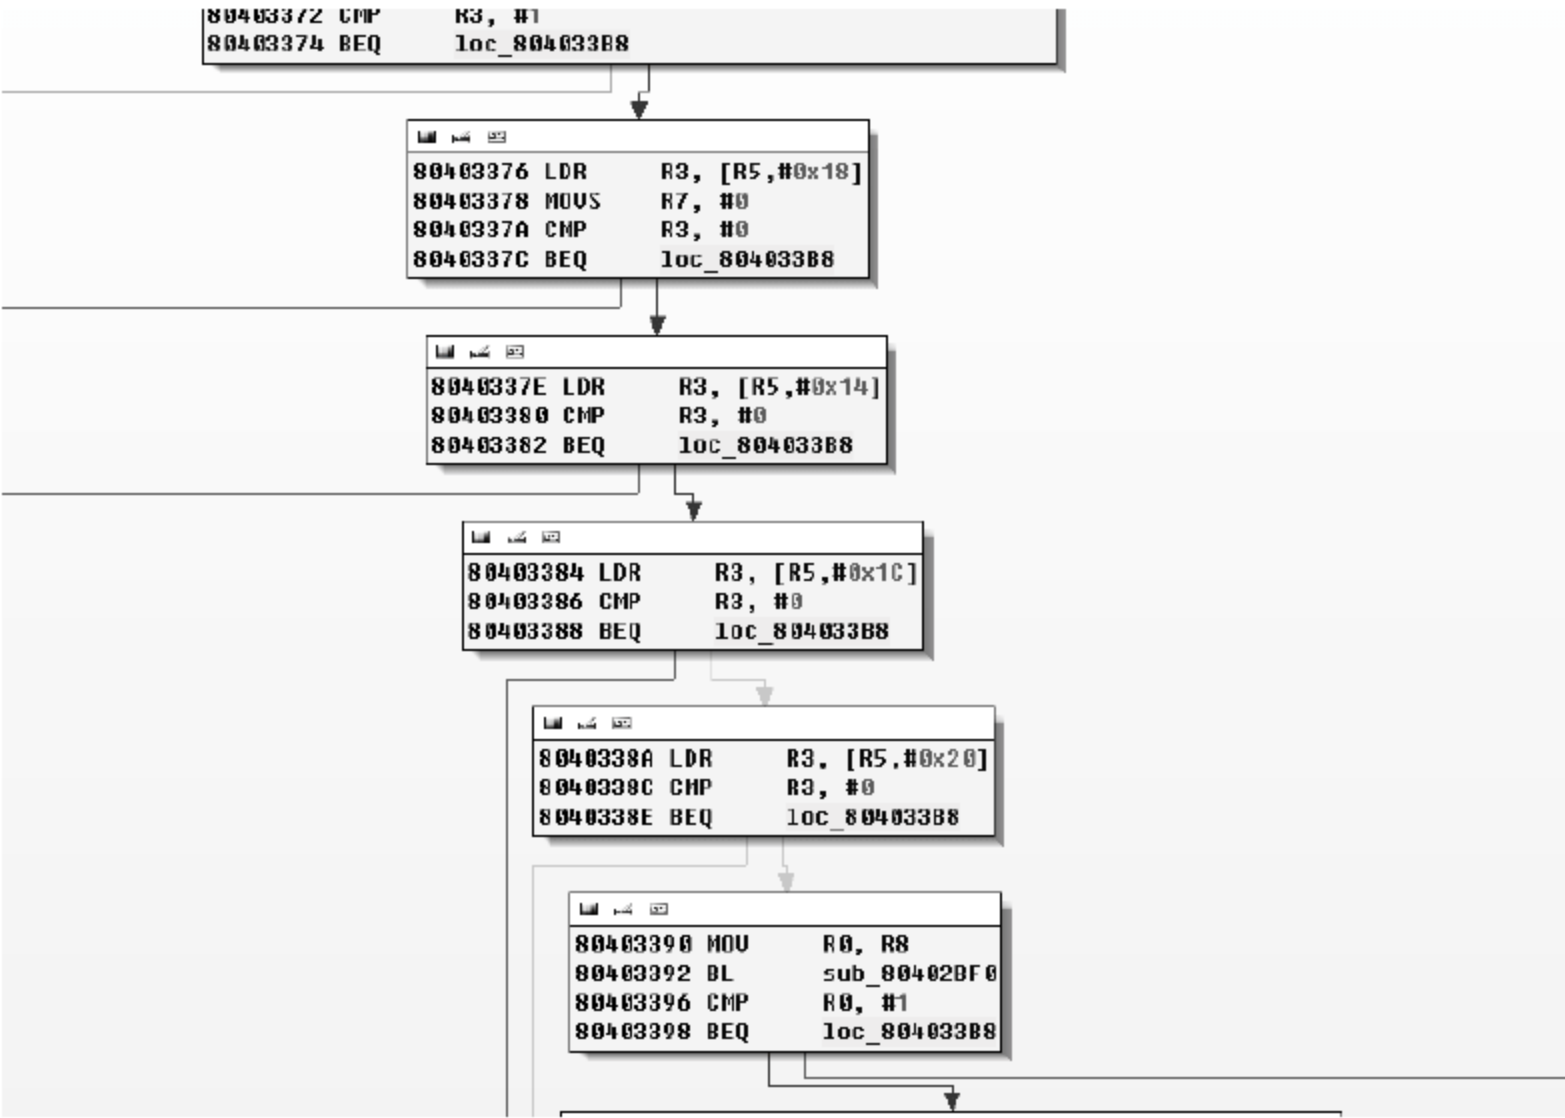 80403372 CMP R3, #1
80403374 BEQ loc_804033B8
80403376 LDR R3, [R5,#0x18]
80403378 MOVS R7, #0
8040337A CMP R3, #0
8040337C BEQ loc_804033B8
8040337E LDR R3, [R5,#0x14]
80403380 CMP R3, #0
80403382 BEQ loc_804033B8
80403384 LDR R3, [R5,#0x1C]
80403386 CMP R3, #0
80403388 BEQ loc_804033B8
8040338A LDR R3, [R5,#0x20]
8040338C CMP R3, #0
8040338E BEQ loc_804033B8
80403390 MOV R0, R8
80403392 BL sub_80402BF0
80403396 CMP R0, #1
80403398 BEQ loc_804033B8